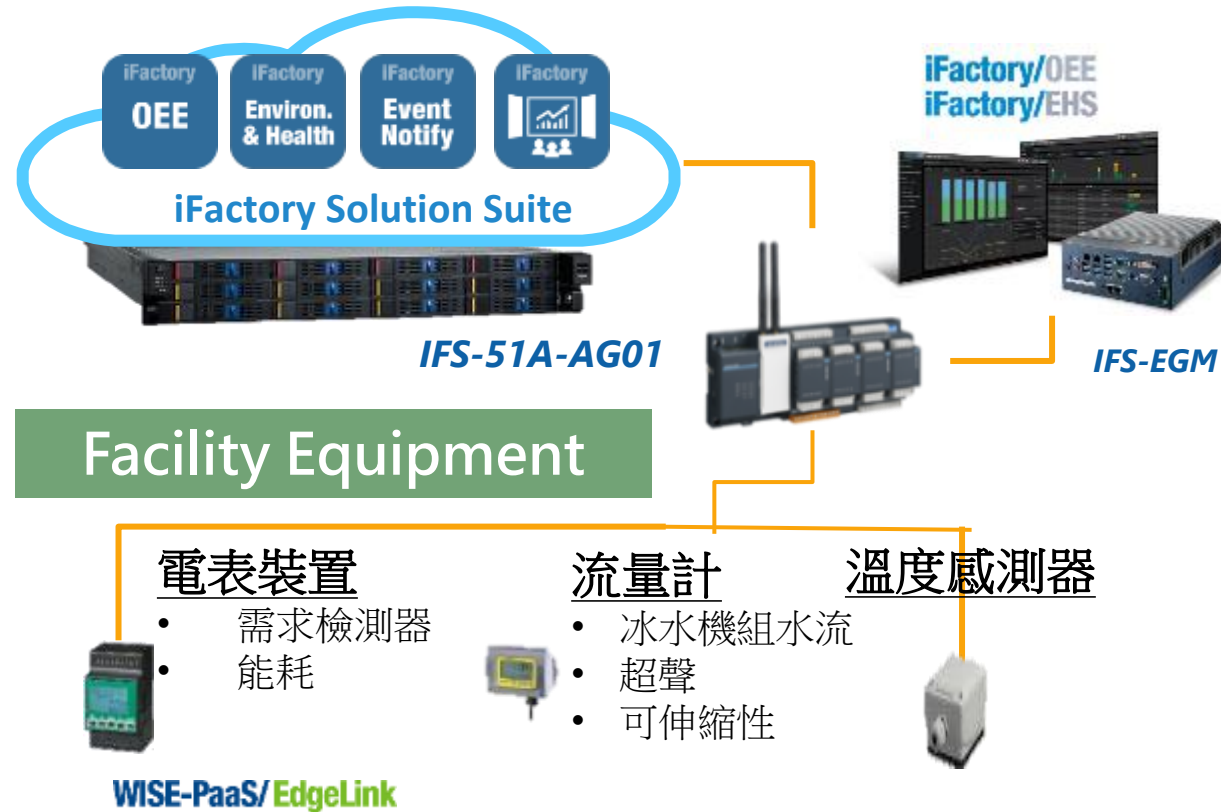 iFactory
OEE
iFactory
Environ.
& Health
iFactory
Event
Notify
iFactory
iFactory Solution Suite
IFS-51A-AG01
iFactory/OEE
iFactory/EHS
IFS-EGM
Facility Equipment
電表裝置
• 需求檢測器
• 能耗
流量計
• 冰水機組水流
• 超聲
• 可伸縮性
溫度感測器
WISE-PaaS/EdgeLink